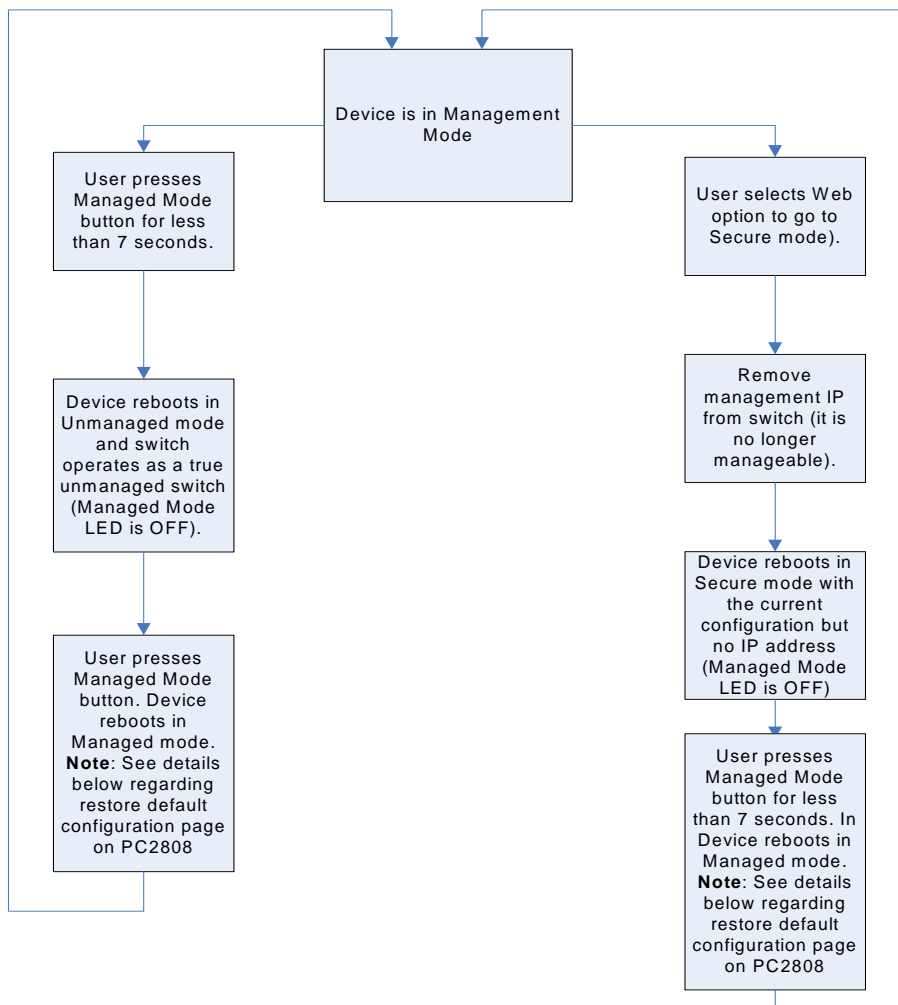 Device is in Management
Mode
User presses
Managed Mode
button for less
than 7 seconds.
Device reboots in
Unmanaged mode
and switch
operates as a true
unmanaged switch
(Managed Mode
LED is OFF).
User presses
Managed Mode
button. Device
reboots in
Managed mode.
Note: See details
below regarding
restore default
configuration page
on PC2808
User selects Web
option to go to
Secure mode).
Remove
management IP
from switch (it is
no longer
manageable).
Device reboots in
Secure mode with
the current
configuration but
no IP address
(Managed Mode
LED is OFF)
User presses
Managed Mode
button for less
than 7 seconds. In
Device reboots in
Managed mode.
Note: See details
below regarding
restore default
configuration page
on PC2808